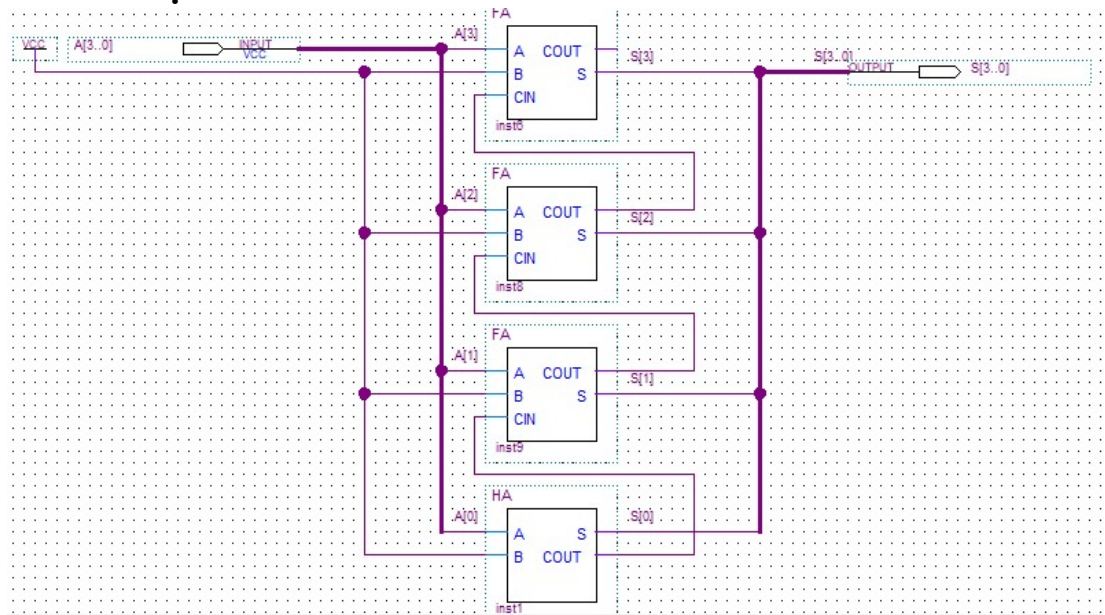 FA
A[3]
VCC A[3..0] INPUT
VCC
A COUT S[3] S[3..0]
B S OUTPUT S[3..0]
CIN
inst6
FA
A[2]
A COUT S[2]
B S
CIN
inst8
FA
A[1]
A COUT S[1]
B S
CIN
inst9
HA
A[0] S[0]
A S
B COUT
inst1